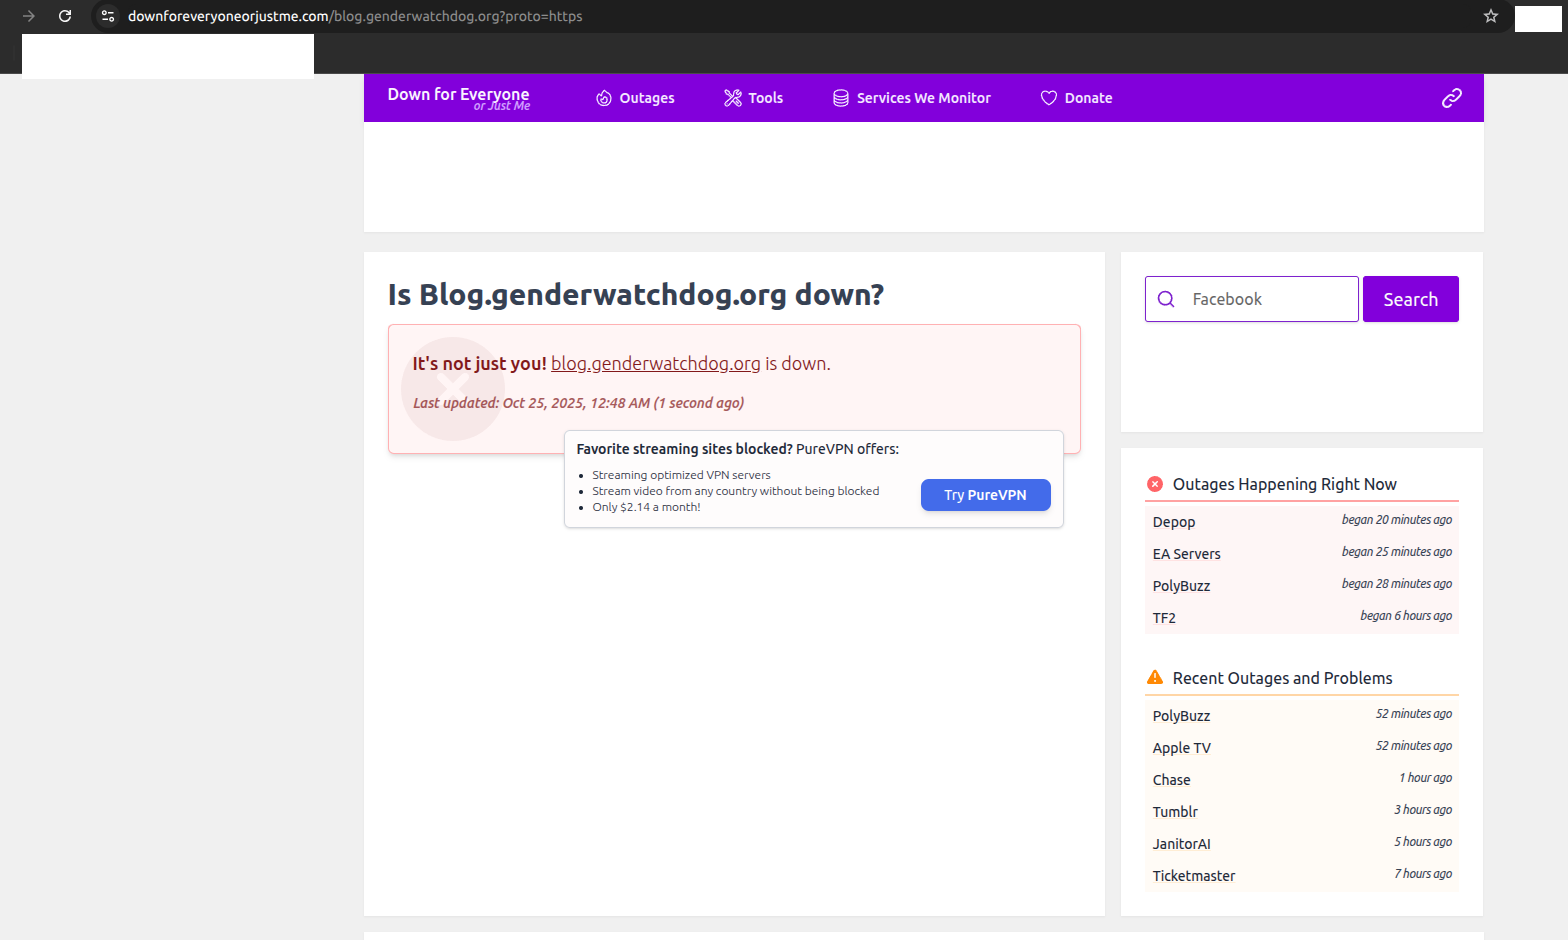 downforeveryoneorjustme.com/blog.genderwatchdog.org?proto=https
Down for Everyone
or Just Me
Outages
Tools
Services We Monitor
Donate
Is Blog.genderwatchdog.org down?
It's not just you! blog.genderwatchdog.org is down.
Last updated: Oct 25, 2025, 12:48 AM (1 second ago)
Favorite streaming sites blocked? PureVPN offers:
Streaming optimized VPN servers
Stream video from any country without being blocked
Only $2.14 a month!
Try PureVPN
Facebook
Search
Outages Happening Right Now
Depop began 20 minutes ago
EA Servers began 25 minutes ago
PolyBuzz began 28 minutes ago
TF2 began 6 hours ago
Recent Outages and Problems
PolyBuzz 52 minutes ago
Apple TV 52 minutes ago
Chase 1 hour ago
Tumblr 3 hours ago
JanitorAI 5 hours ago
Ticketmaster 7 hours ago